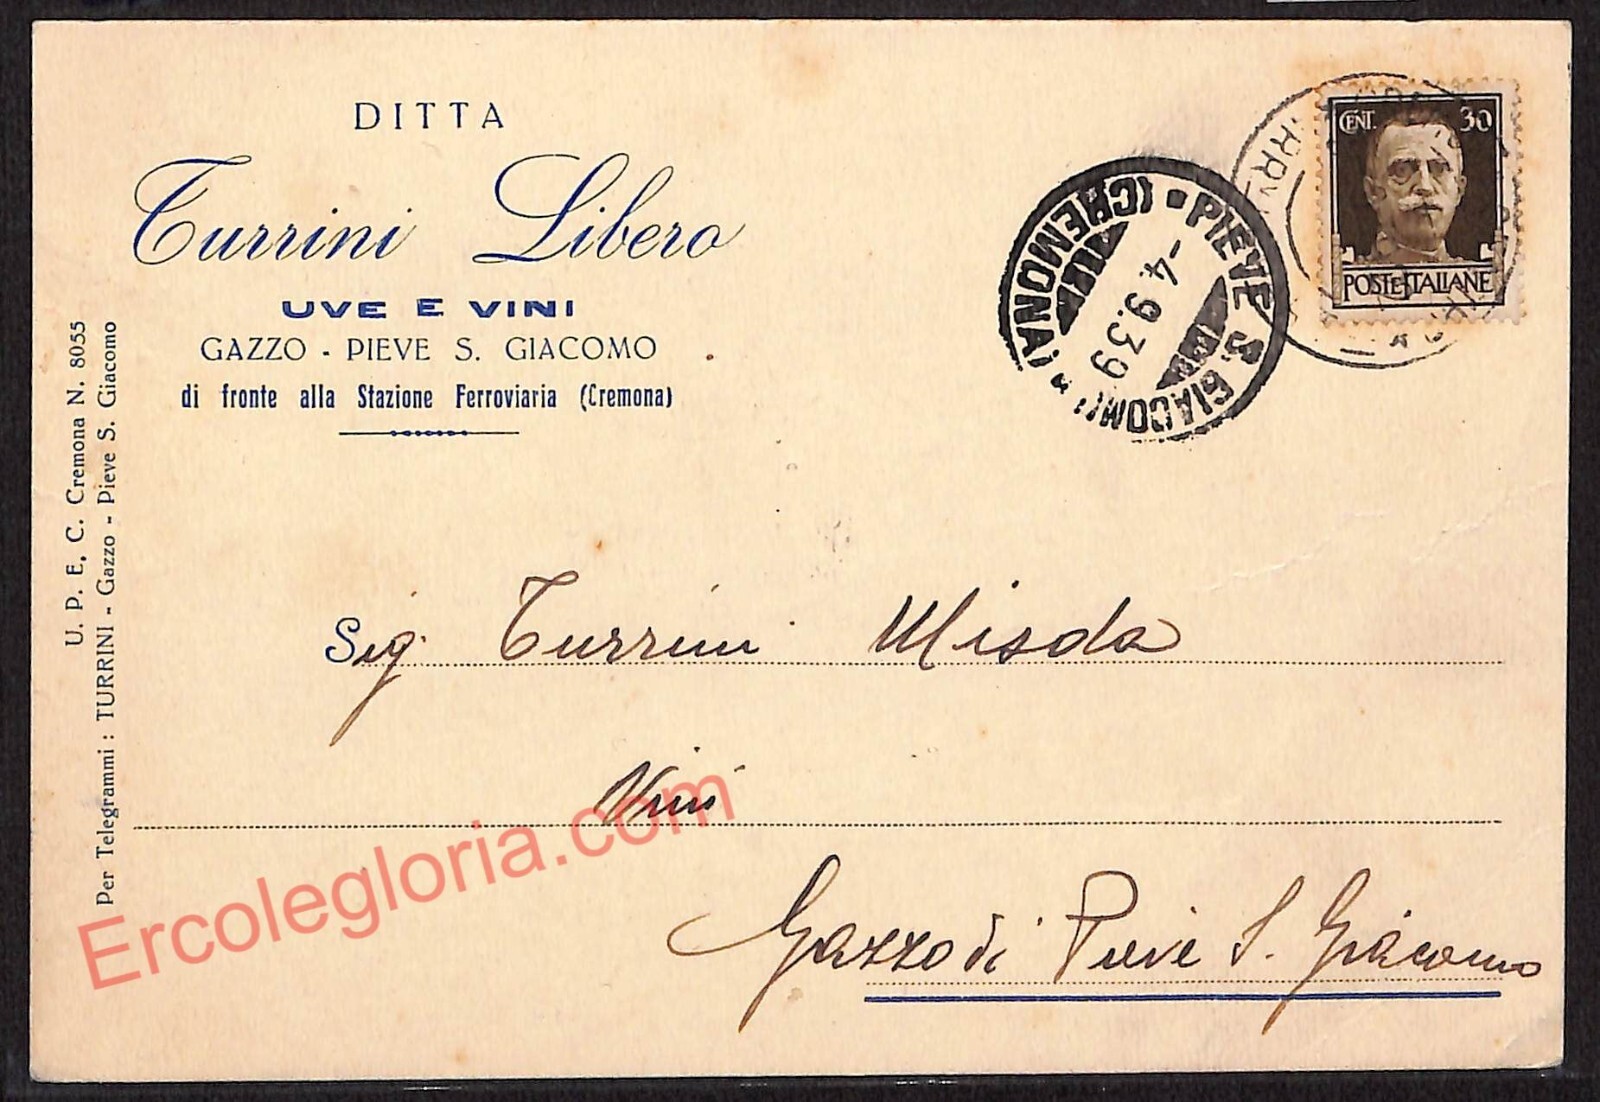 DITTA
Turrini Libero
UVE E VINI
GAZZO - PIEVE S. GIACOMO
di fronte alla Stazione Ferroviaria (Cremona)
U. P. E. C. Cremona N. 8055
Per Telegrammi : TURRINI - Gazzo - Pieve S. Giacomo
CENT. 30
POSTE ITALIANE
PIEVE S. GIACOMO (CREMONA)
-4.9.39
Sig. Turrini Misda
Vini
Gazzo di Pieve S. Giacomo
Ercolegloria.com